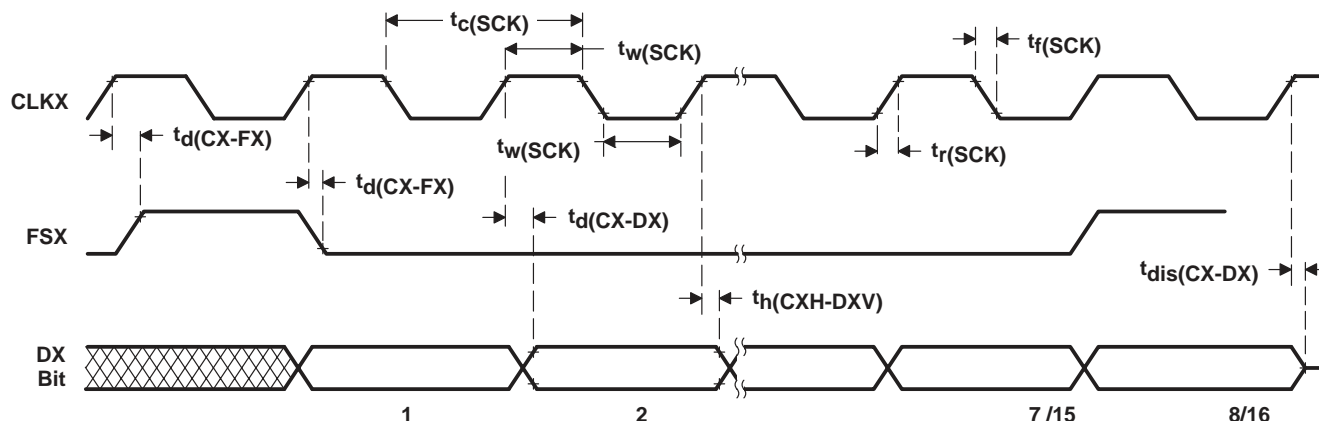 tc(SCK)
tw(SCK)
tf(SCK)
CLKX
td(CX-FX)
tw(SCK)
tr(SCK)
td(CX-FX)
td(CX-DX)
FSX
tdis(CX-DX)
th(CXH-DXV)
DX
Bit
1 2 7 /15 8/16